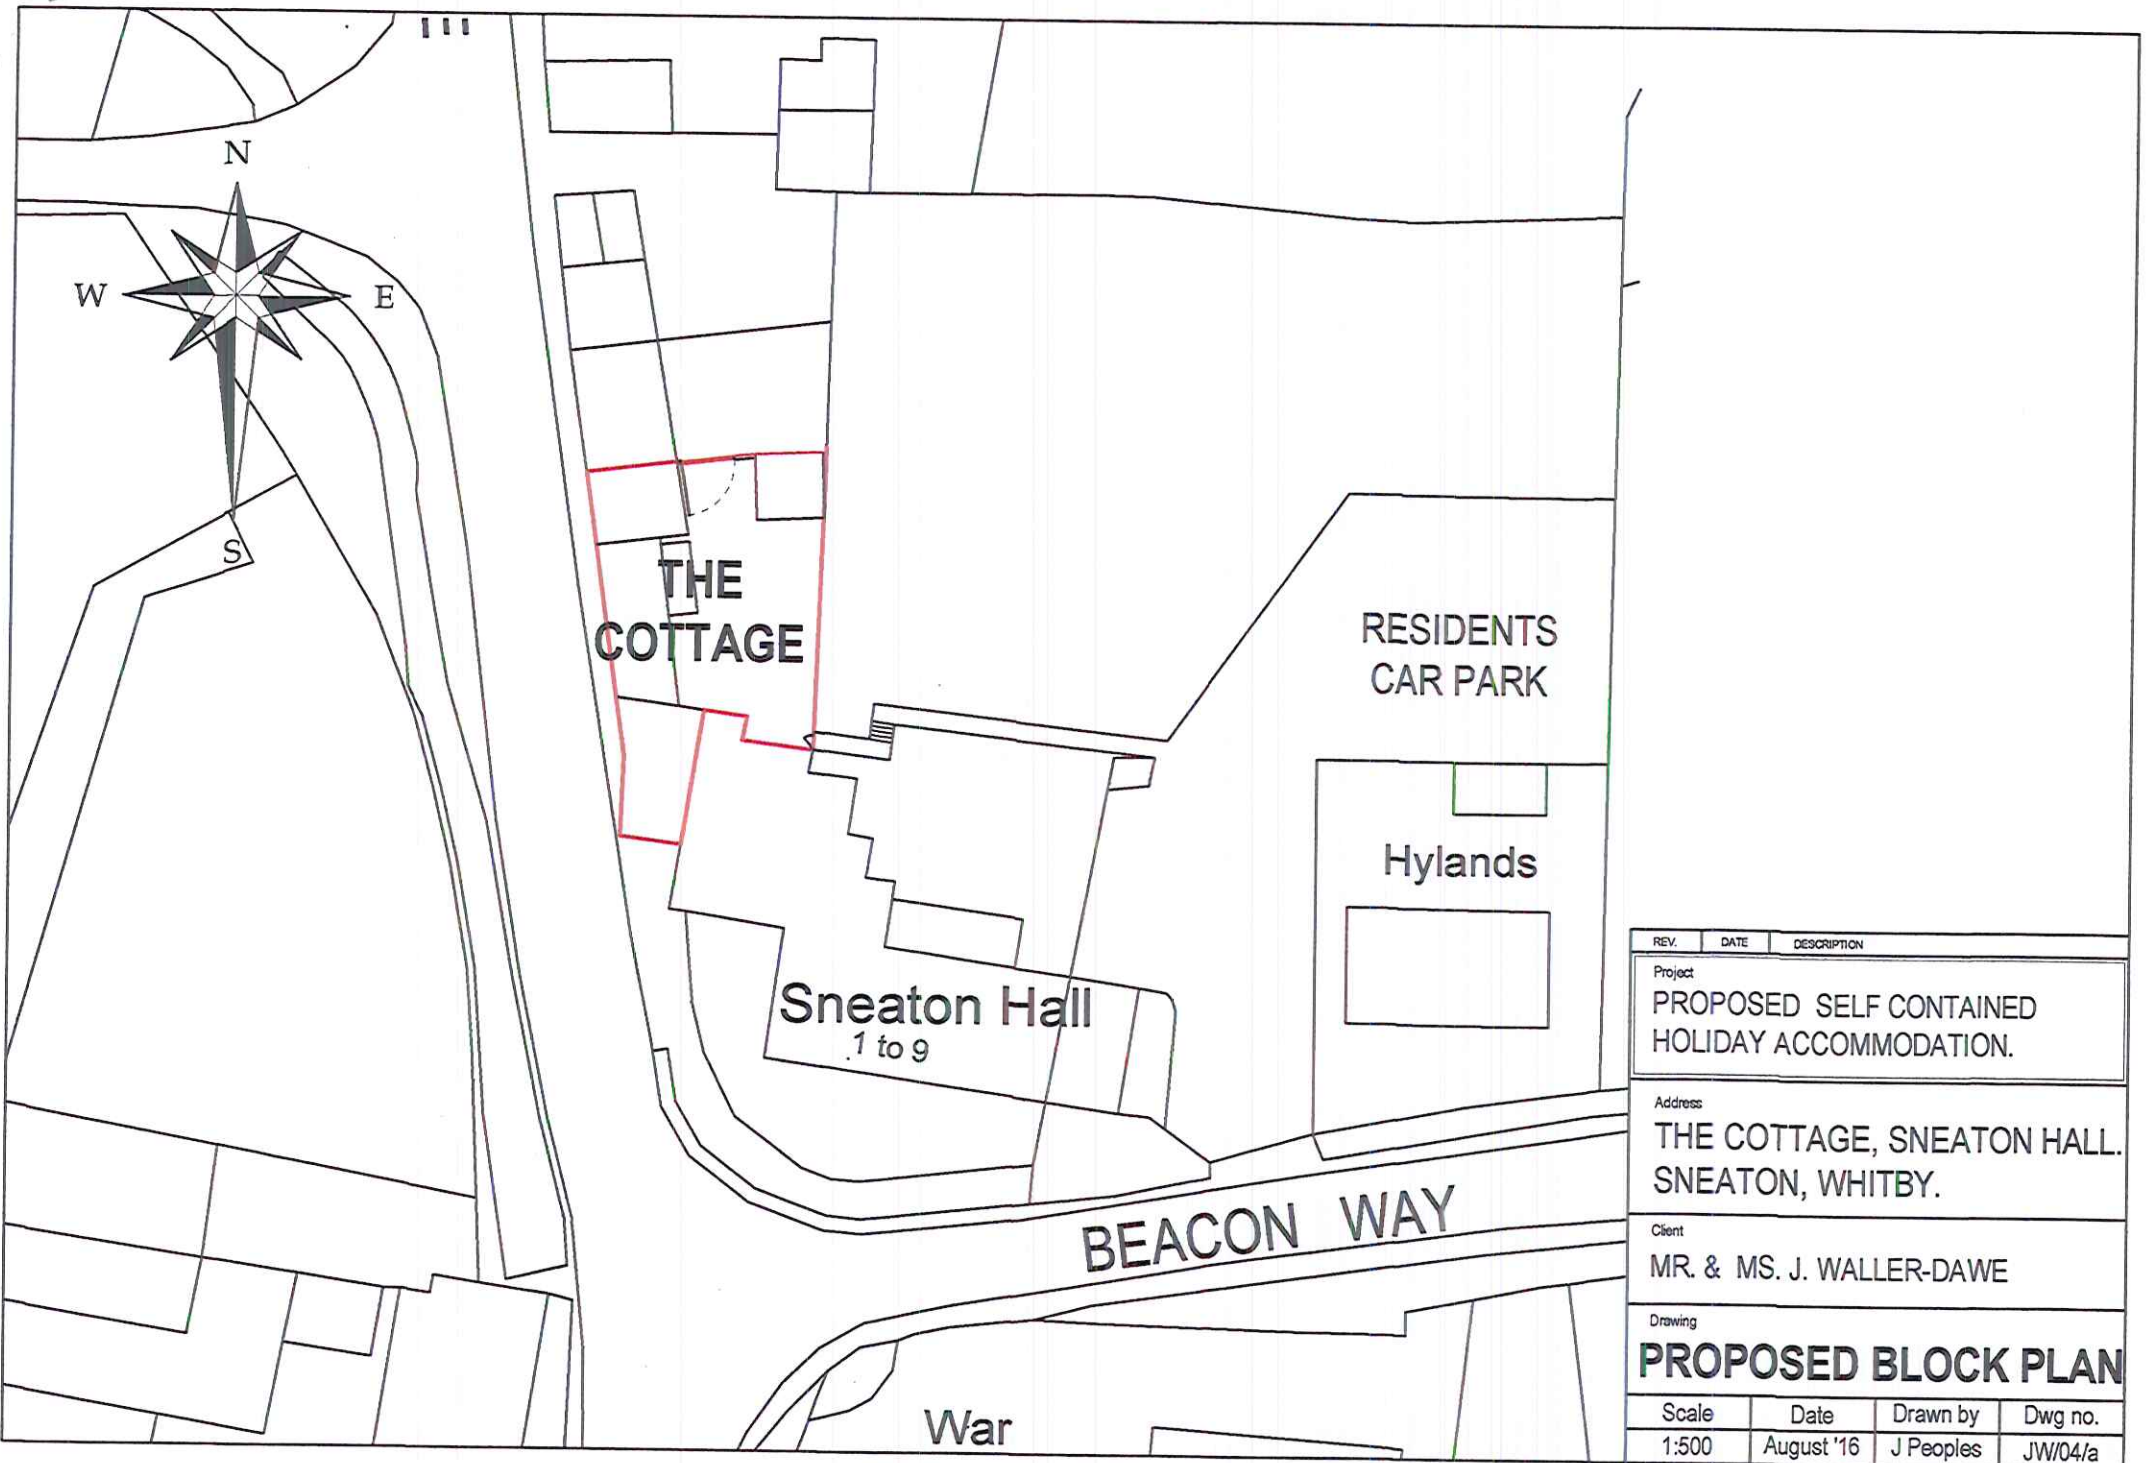 N
W
E
S
THE
COTTAGE
RESIDENTS
CAR PARK
Hylands
Sneaton Hall
1 to 9
BEACON WAY
War
REV. DATE DESCRIPTION
Project
PROPOSED SELF CONTAINED
HOLIDAY ACCOMMODATION.
Address
THE COTTAGE, SNEATON HALL.
SNEATON, WHITBY.
Client
MR. & MS. J. WALLER-DAWE
Drawing
PROPOSED BLOCK PLAN
Scale Date Drawn by Dwg no.
1:500 August '16 J Peoples JW/04/a